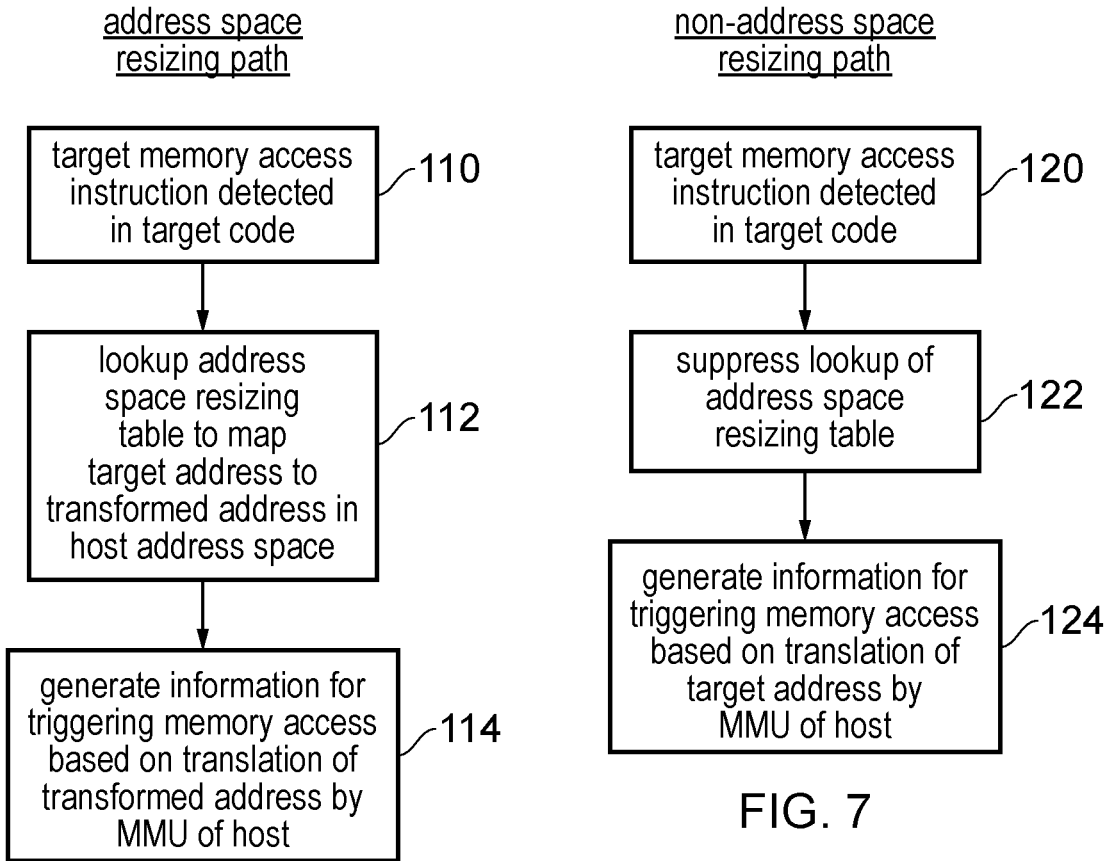 address space
resizing path
target memory access
instruction detected
in target code
110
lookup address
space resizing
table to map
target address to
transformed address in
host address space
112
generate information for
triggering memory access
based on translation of
transformed address by
MMU of host
114
non-address space
resizing path
target memory access
instruction detected
in target code
120
suppress lookup of
address space
resizing table
122
generate information for
triggering memory access
based on translation of
target address by
MMU of host
124
FIG. 7